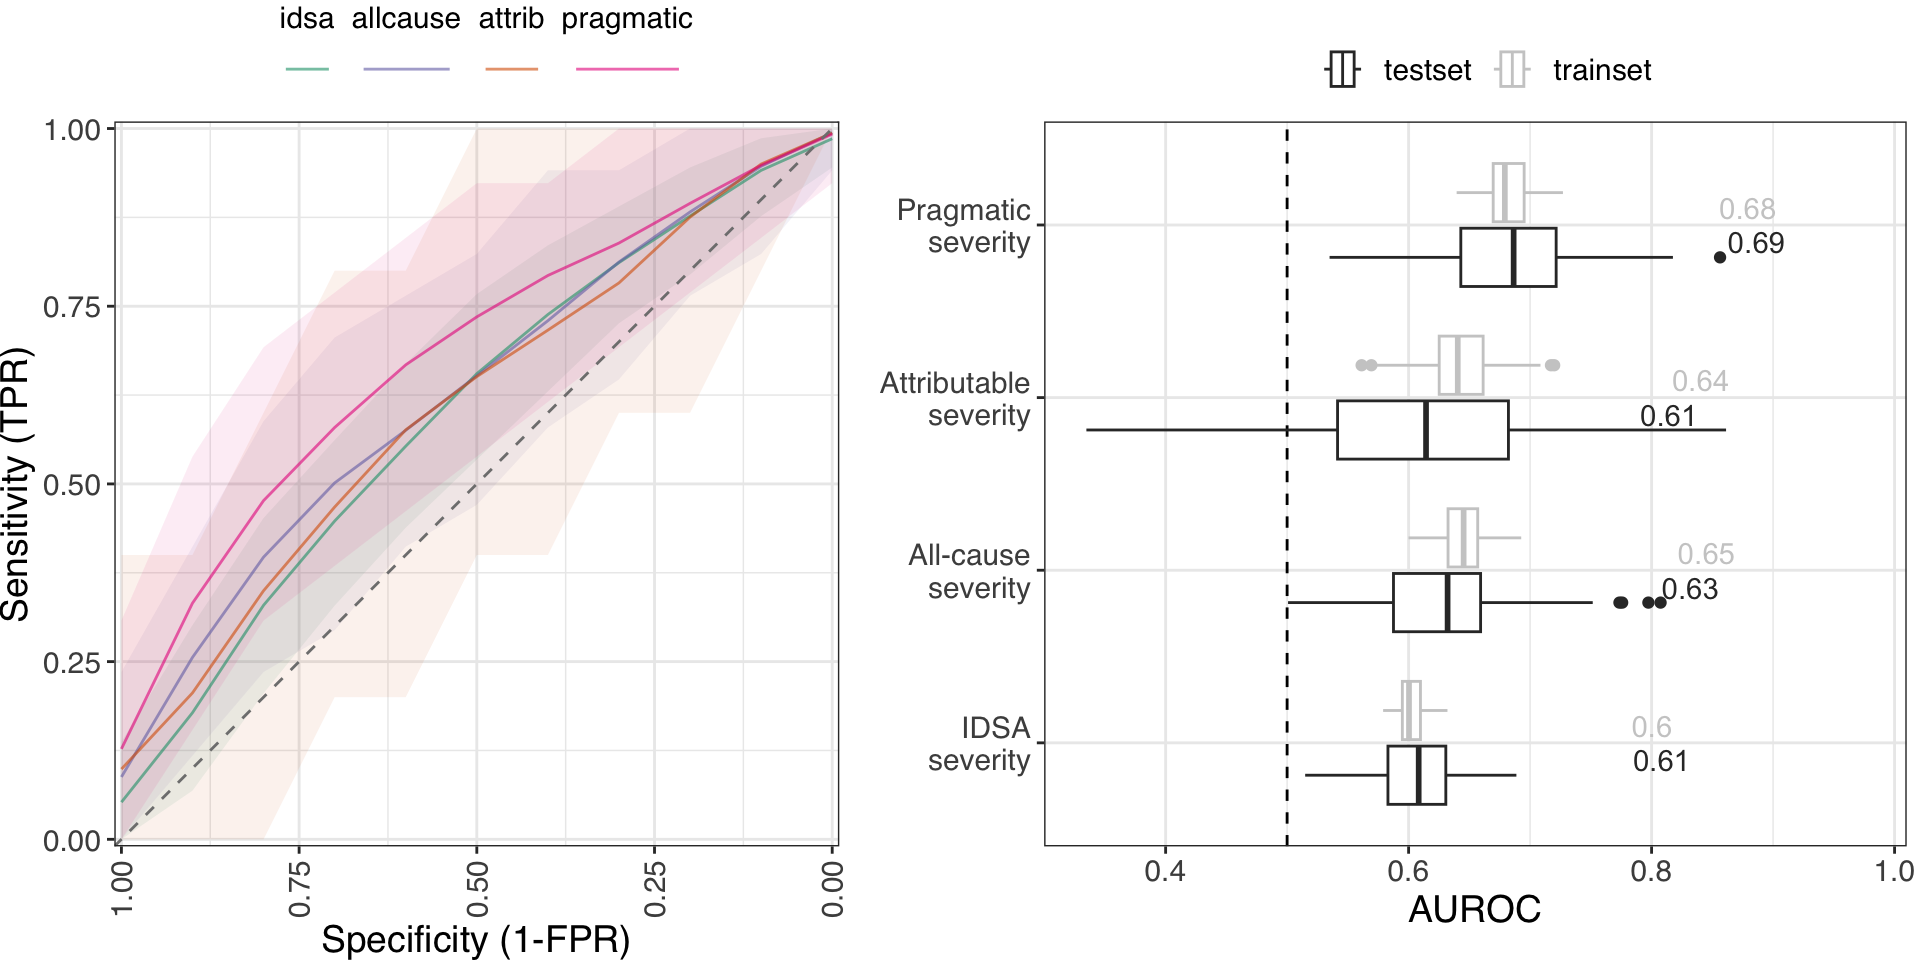 idsa allcause attrib pragmatic
Sensitivity (TPR)
1.00
0.75
0.50
0.25
0.00
1.00
0.75
0.50
0.25
0.00
Specificity (1-FPR)
testset trainset
Pragmatic
severity
0.68
0.69
Attributable
severity
0.64
0.61
All-cause
severity
0.65
0.63
IDSA
severity
0.6
0.61
0.4 0.6 0.8 1.0
AUROC